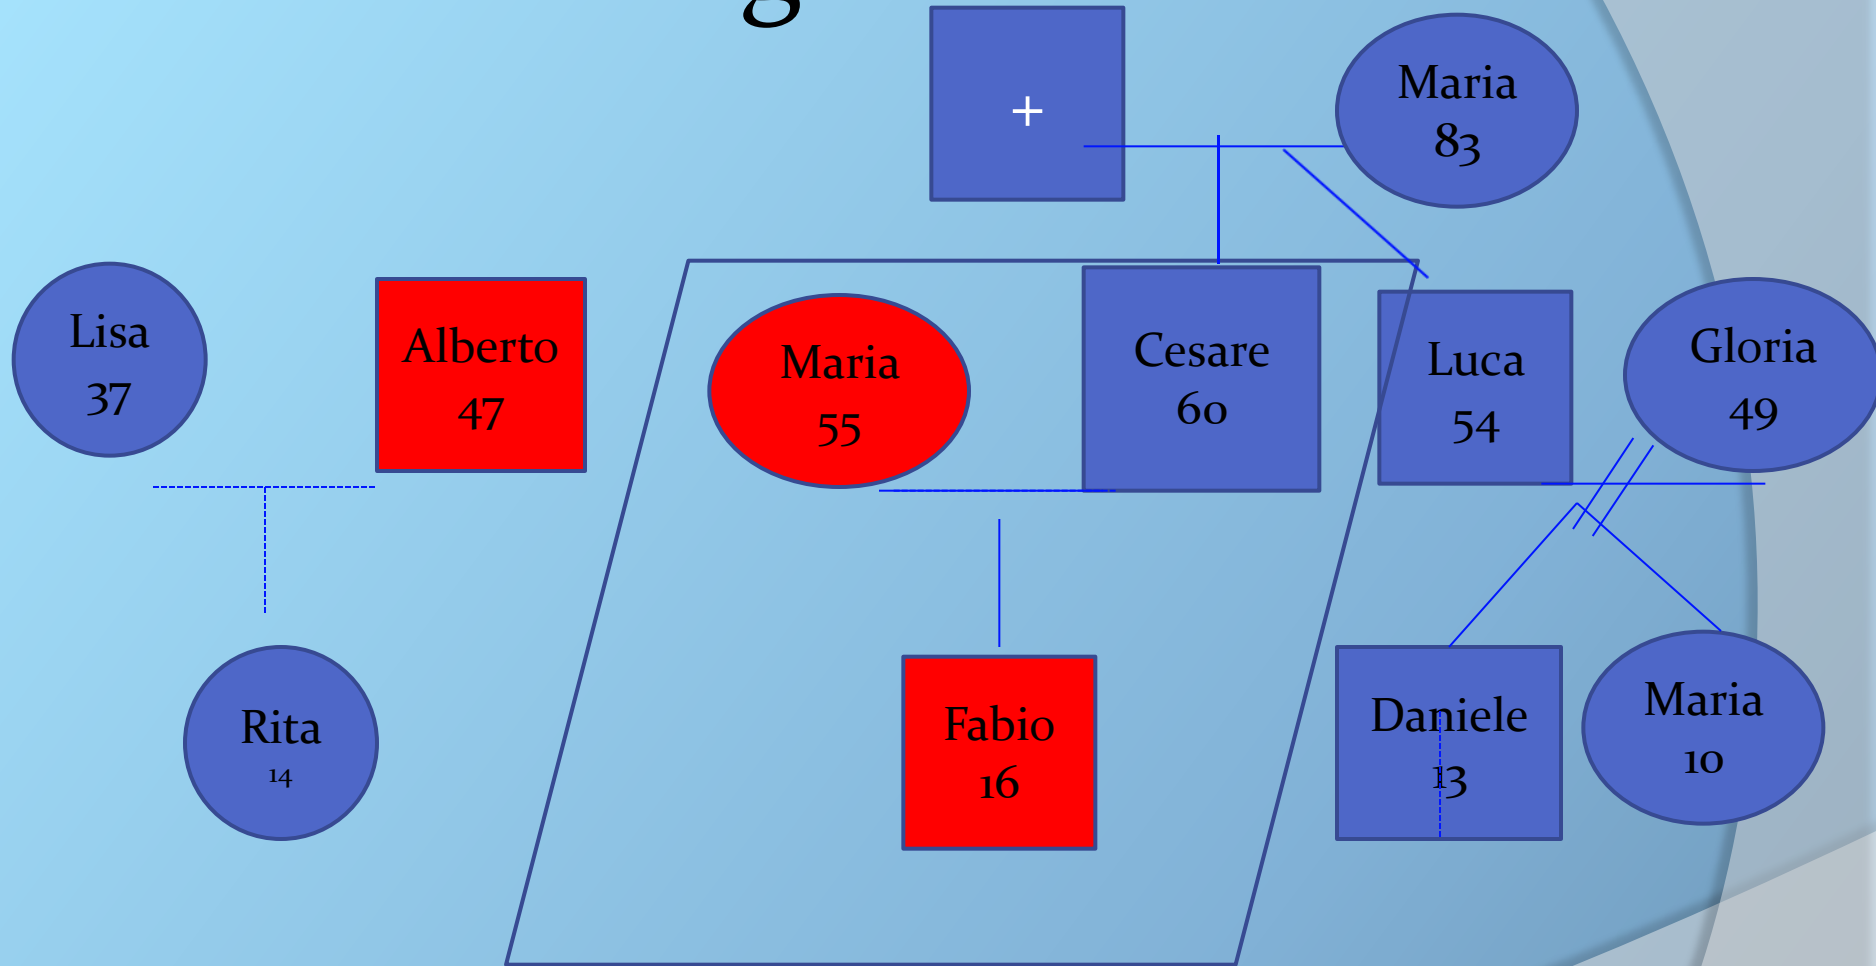 g
+
Maria
83
Lisa
37
Alberto
47
Maria
55
Cesare
60
Luca
54
Gloria
49
Rita
14
Fabio
16
Daniele
13
Maria
10